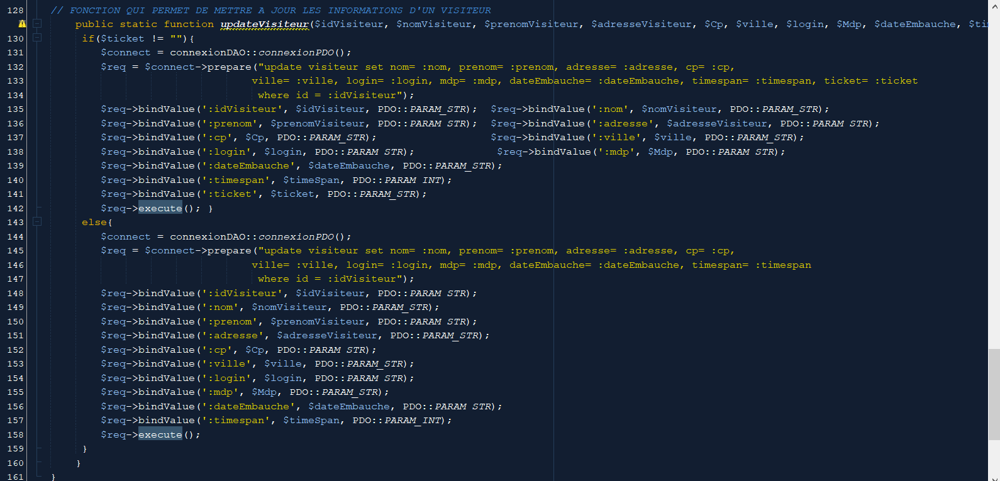 128 // FONCTION QUI PERMET DE METTRE A JOUR LES INFORMATIONS D'UN VISITEUR
public static function updateVisiteur($idVisiteur, $nomVisiteur, $prenomVisiteur, $adresseVisiteur, $Cp, $ville, $login, $Mdp, $dateEmbauche, $ti
130 if($ticket != ""){
131 $connect = connexionDAO::connexionPDO();
132 $req = $connect->prepare("update visiteur set nom= :nom, prenom= :prenom, adresse= :adresse, cp= :cp,
133 ville= :ville, login= :login, mdp= :mdp, dateEmbauche= :dateEmbauche, timespan= :timespan, ticket= :ticket
134 where id = :idVisiteur");
135 $req->bindValue(':idVisiteur', $idVisiteur, PDO::PARAM_STR); $req->bindValue(':nom', $nomVisiteur, PDO::PARAM_STR);
136 $req->bindValue(':prenom', $prenomVisiteur, PDO::PARAM_STR); $req->bindValue(':adresse', $adresseVisiteur, PDO::PARAM_STR);
137 $req->bindValue(':cp', $Cp, PDO::PARAM_STR); $req->bindValue(':ville', $ville, PDO::PARAM_STR);
138 $req->bindValue(':login', $login, PDO::PARAM_STR); $req->bindValue(':mdp', $Mdp, PDO::PARAM_STR);
139 $req->bindValue(':dateEmbauche', $dateEmbauche, PDO::PARAM_STR);
140 $req->bindValue(':timespan', $timeSpan, PDO::PARAM_INT);
141 $req->bindValue(':ticket', $ticket, PDO::PARAM_STR);
142 $req->execute(); }
143 else{
144 $connect = connexionDAO::connexionPDO();
145 $req = $connect->prepare("update visiteur set nom= :nom, prenom= :prenom, adresse= :adresse, cp= :cp,
146 ville= :ville, login= :login, mdp= :mdp, dateEmbauche= :dateEmbauche, timespan= :timespan
147 where id = :idVisiteur");
148 $req->bindValue(':idVisiteur', $idVisiteur, PDO::PARAM_STR);
149 $req->bindValue(':nom', $nomVisiteur, PDO::PARAM_STR);
150 $req->bindValue(':prenom', $prenomVisiteur, PDO::PARAM_STR);
151 $req->bindValue(':adresse', $adresseVisiteur, PDO::PARAM_STR);
152 $req->bindValue(':cp', $Cp, PDO::PARAM_STR);
153 $req->bindValue(':ville', $ville, PDO::PARAM_STR);
154 $req->bindValue(':login', $login, PDO::PARAM_STR);
155 $req->bindValue(':mdp', $Mdp, PDO::PARAM_STR);
156 $req->bindValue(':dateEmbauche', $dateEmbauche, PDO::PARAM_STR);
157 $req->bindValue(':timespan', $timeSpan, PDO::PARAM_INT);
158 $req->execute();
159 }
160 }
161 }